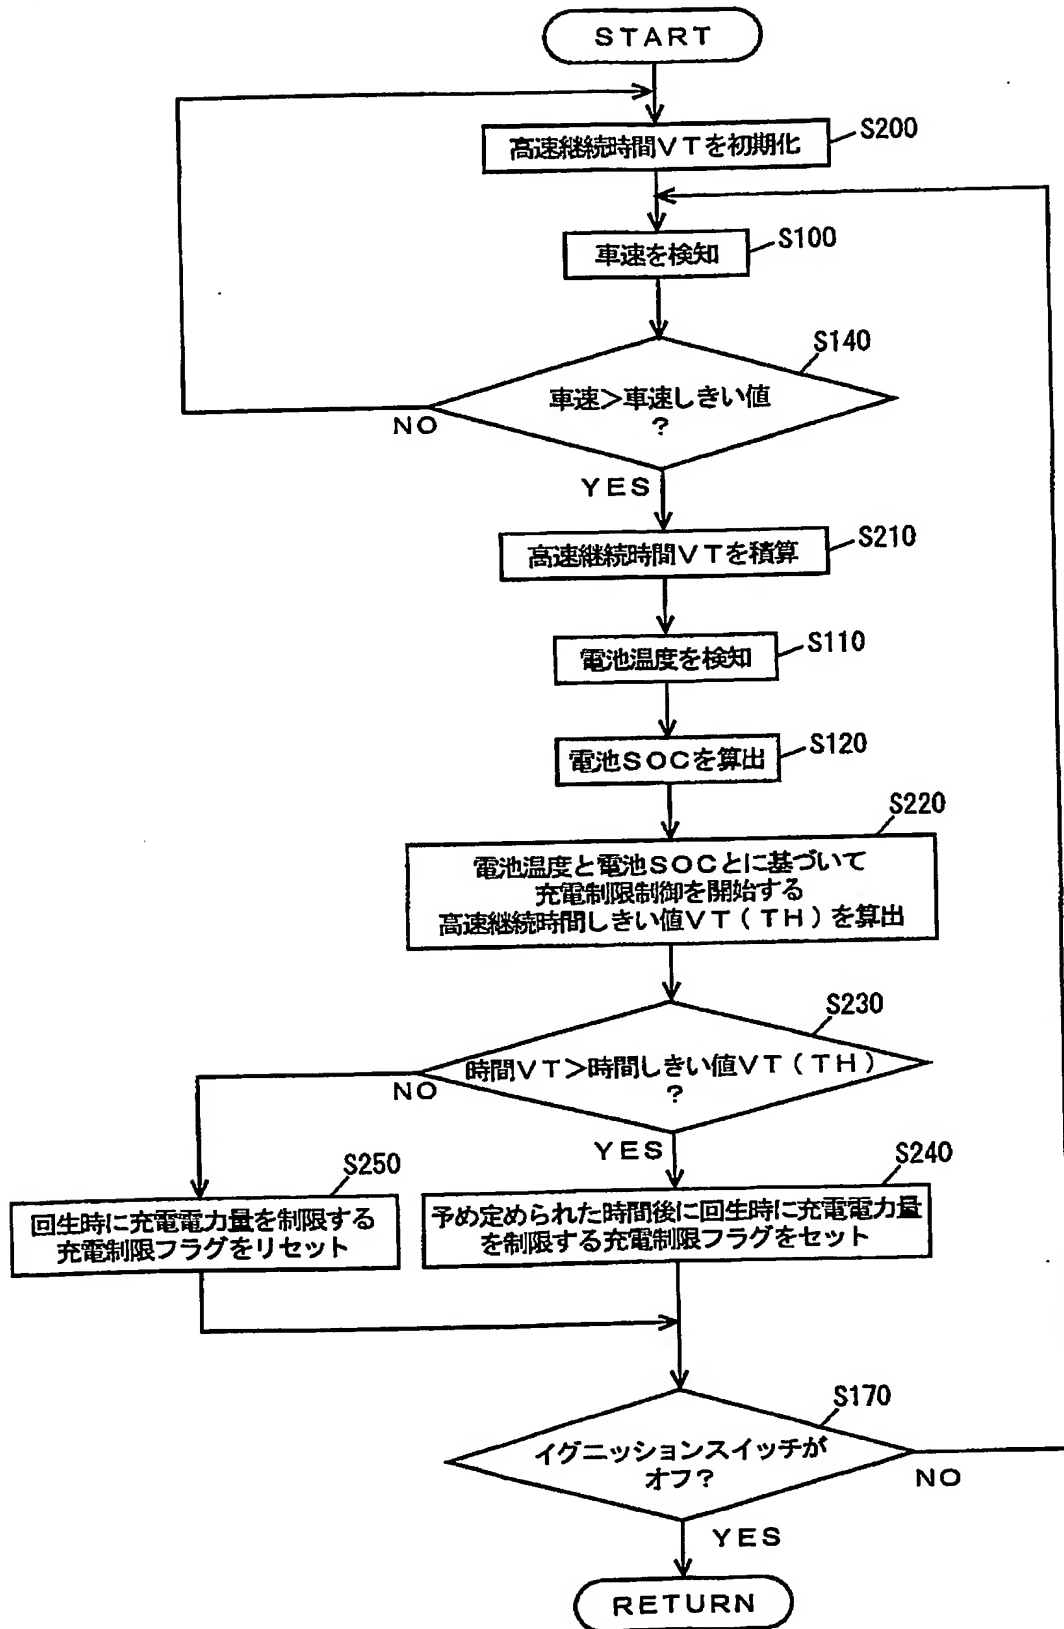 START
高速継続時間ＶＴを初期化
S200
車速を検知
S100
S140
車速＞車速しきい値
？
NO
YES
高速継続時間ＶＴを積算
S210
電池温度を検知
S110
電池ＳＯＣを算出
S120
S220
電池温度と電池ＳＯＣとに基づいて
充電制限制御を開始する
高速継続時間しきい値ＶＴ（ＴＨ）を算出
S230
時間ＶＴ＞時間しきい値ＶＴ（ＴＨ）
？
NO
YES
S250
回生時に充電電力量を制限する
充電制限フラグをリセット
S240
予め定められた時間後に回生時に充電電力量
を制限する充電制限フラグをセット
S170
イグニッションスイッチが
オフ？
NO
YES
RETURN